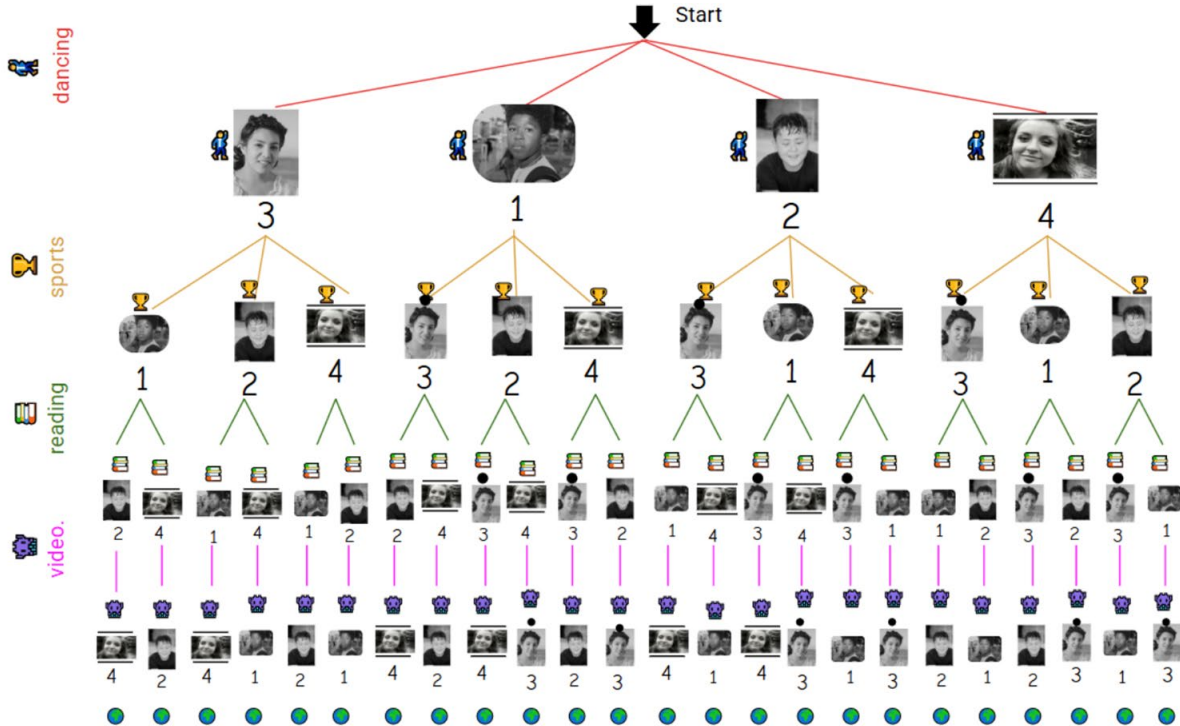 Start
dancing
3 1 2 4
sports
1 2 4 3 2 4 3 1 4 3 1 2
reading
2 4 1 4 1 2 2 4 3 4 3 2 1 4 3 4 3 1 1 2 3 2 3 1
video.
4 2 4 1 2 1 4 2 4 3 2 3 4 1 4 3 1 3 2 1 2 3 1 3